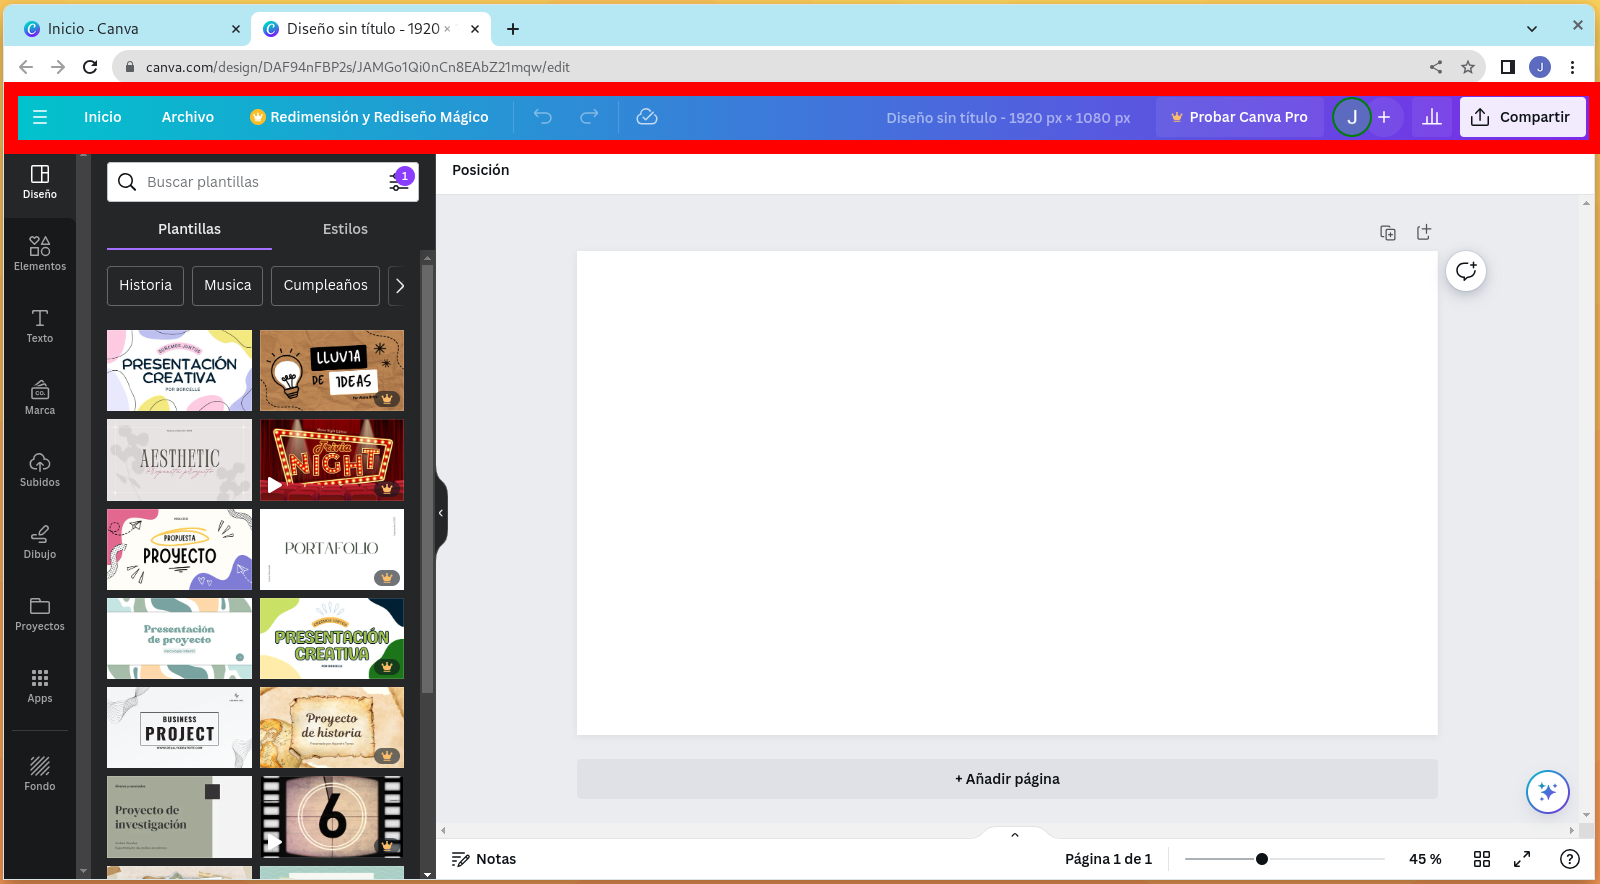 Inicio - Canva
Diseño sin título - 1920 ×
canva.com/design/DAF94nFBP2s/JAMGo1Qi0nCn8EAbZ21mqw/edit
J
Inicio
Archivo
Redimensión y Rediseño Mágico
Diseño sin título - 1920 px × 1080 px
Probar Canva Pro
J
Compartir
Diseño
Elementos
Texto
CO.
Marca
Subidos
Dibujo
Proyectos
Apps
Fondo
Buscar plantillas
1
Plantillas
Estilos
Historia
Musica
Cumpleaños
PRESENTACIÓN
CREATIVA
POR BORCELLE
LLUVIA
DE IDEAS
AESTHETIC
Trivia
NIGHT
PROPUESTA
PROYECTO
PORTAFOLIO
Presentación
de proyecto
PRESENTACIÓN
CREATIVA
BUSINESS
PROJECT
Proyecto
de historia
Proyecto de
investigación
6
Posición
+ Añadir página
Notas
Página 1 de 1
45 %